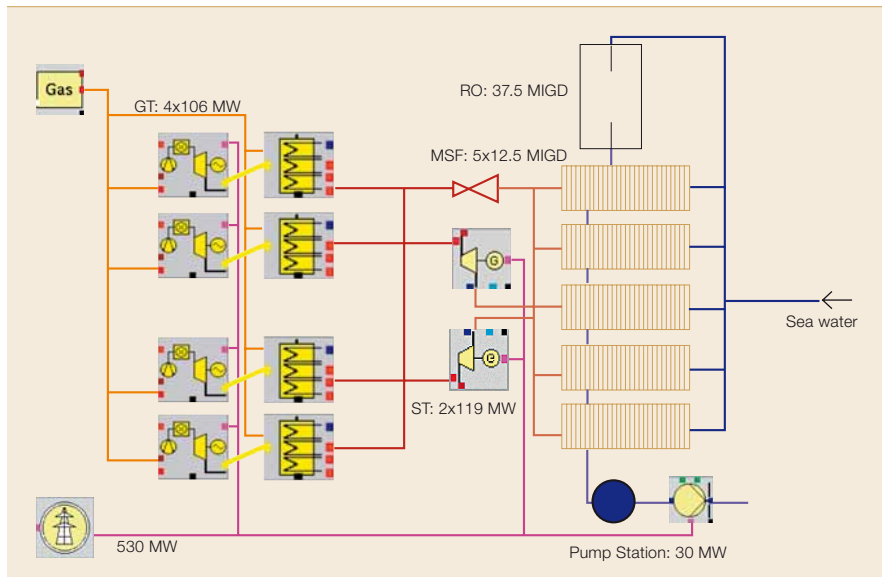 Gas
GT: 4x106 MW
RO: 37.5 MIGD
MSF: 5x12.5 MIGD
G
Sea water
G
ST: 2x119 MW
530 MW
Pump Station: 30 MW